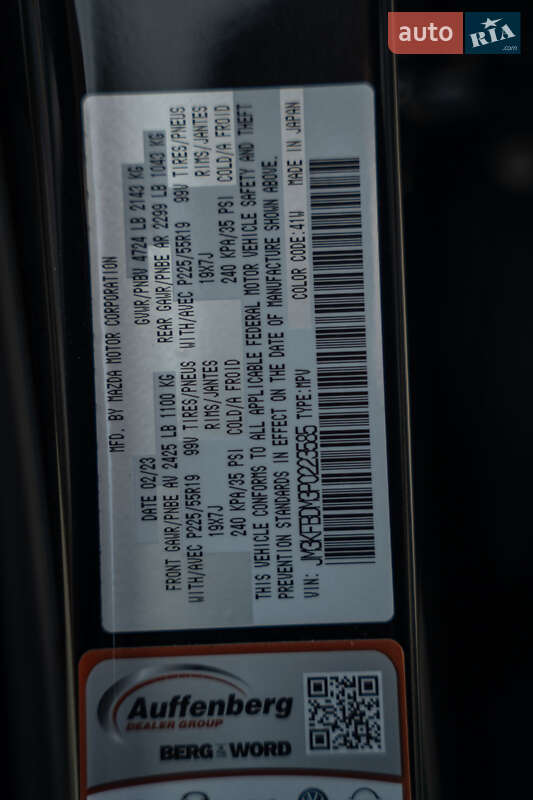 auto RIA
.com
MFD. BY MAZDA MOTOR CORPORATION
DATE 02/23 GVWR/PNBV 4724 LB 2143 KG
FRONT GAWR/PNBE AV 2425 LB 1100 KG REAR GAWR/PNBE AR 2299 LB 1043 KG
WITH/AVEC P225/55R19 99V TIRES/PNEUS WITH/AVEC P225/55R19 99V TIRES/PNEUS
19X7J RIMS/JANTES 19X7J RIMS/JANTES
240 KPA/35 PSI COLD/A FROID 240 KPA/35 PSI COLD/A FROID
THIS VEHICLE CONFORMS TO ALL APPLICABLE FEDERAL MOTOR VEHICLE SAFETY AND THEFT
PREVENTION STANDARDS IN EFFECT ON THE DATE OF MANUFACTURE SHOWN ABOVE.
COLOR CODE:41W MADE IN JAPAN
VIN: JM3KFBDM3P0223585 TYPE:MPV
Auffenberg
DEALER GROUP
BERG IS THE WORD